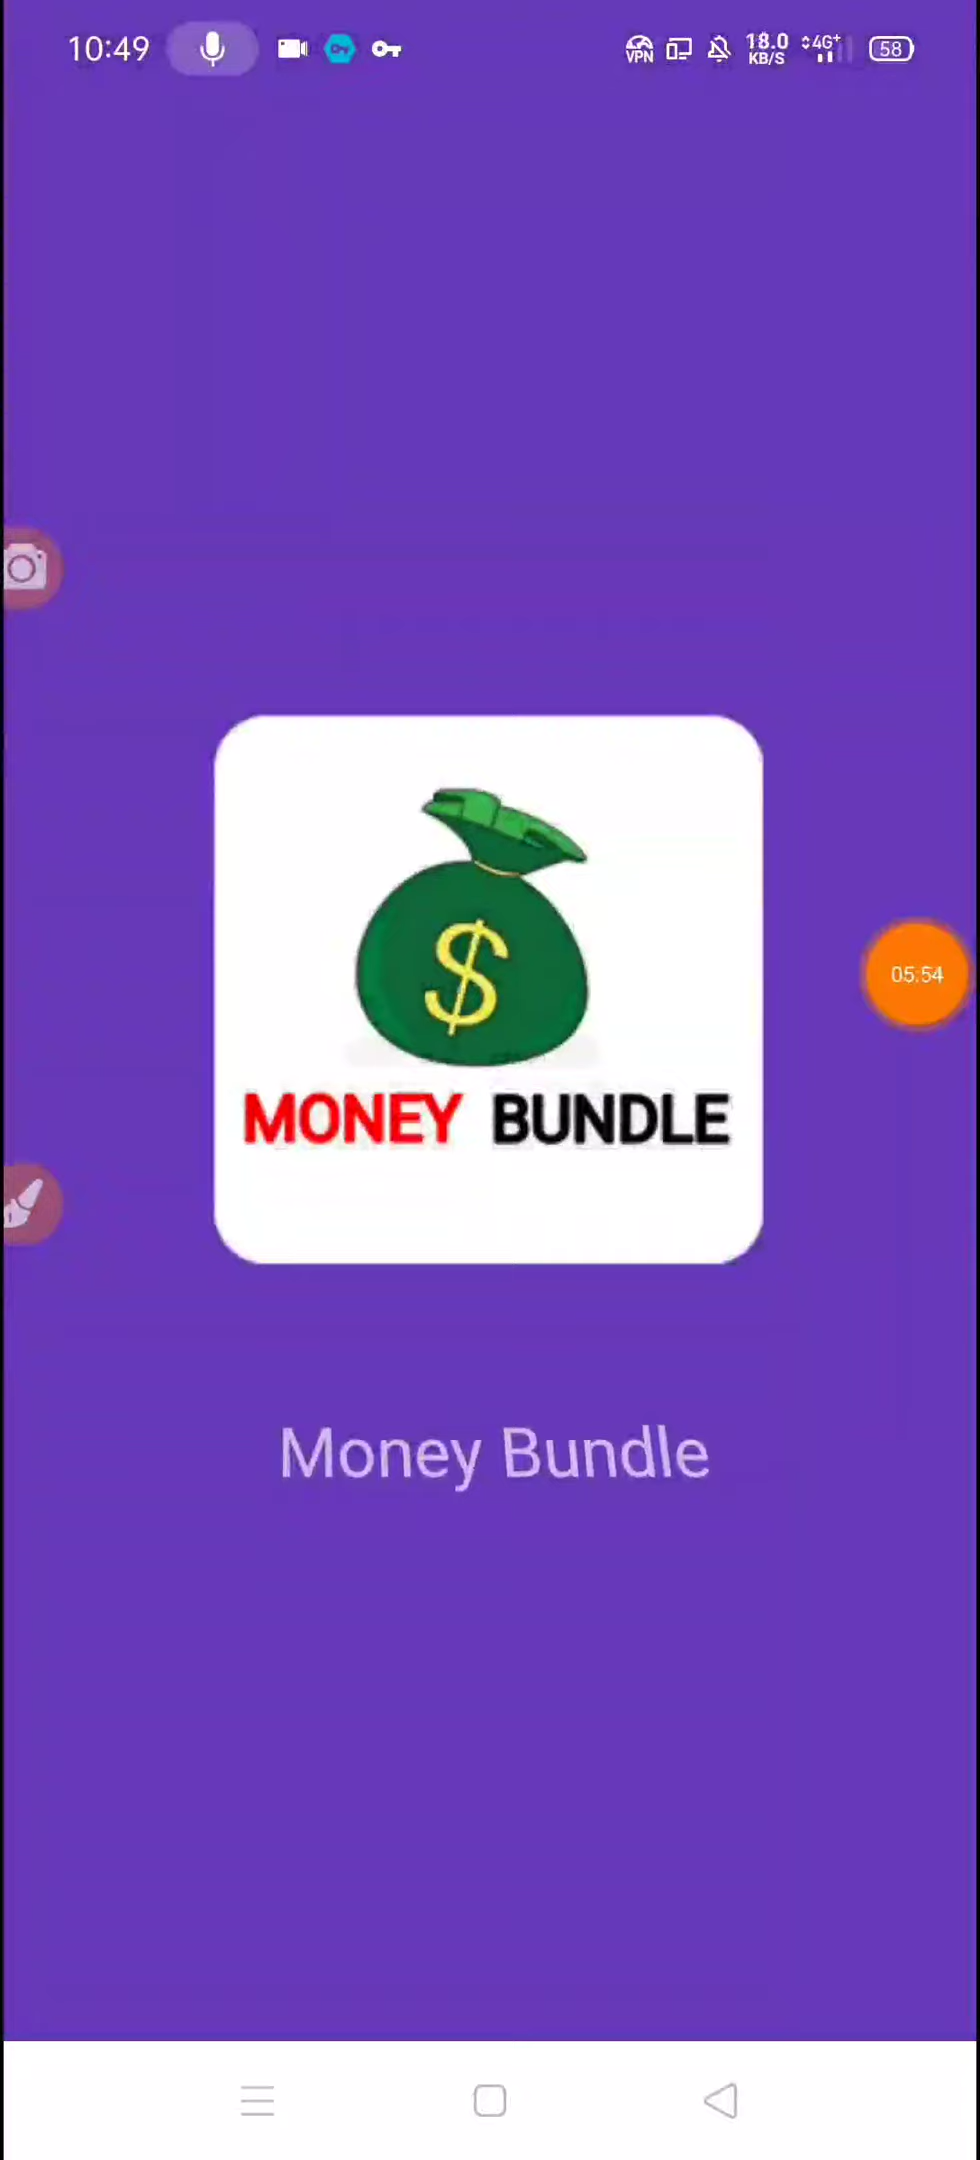 10:49
VPN
18.0
KB/S
4G+
58
$
05:54
MONEY BUNDLE
Money Bundle